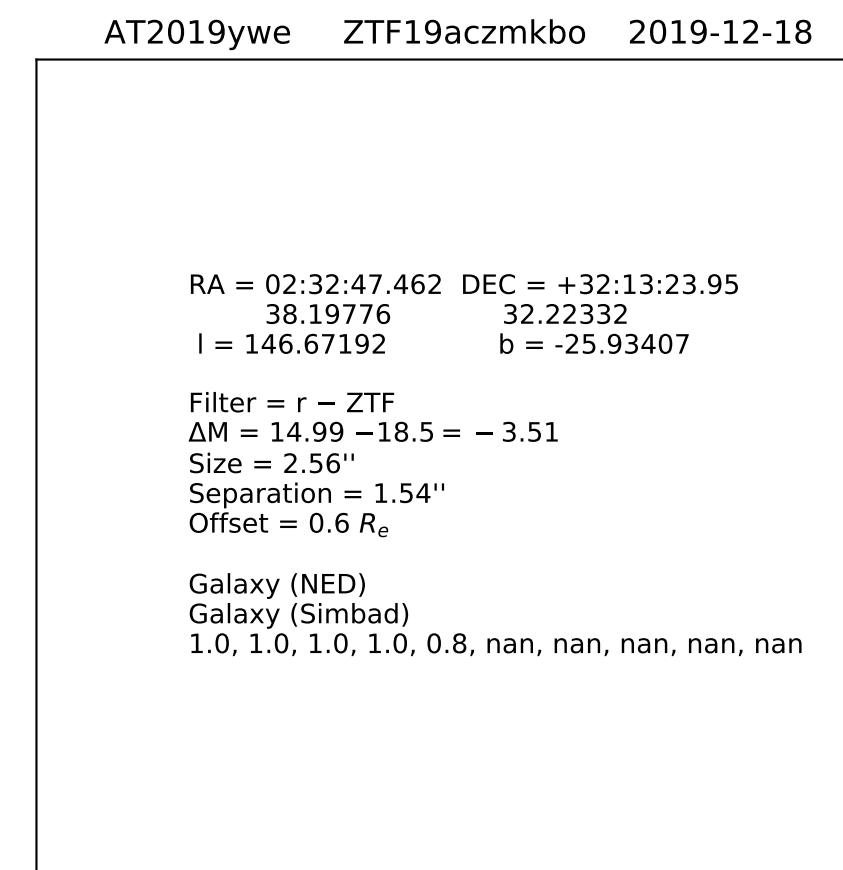 AT2019ywe ZTF19aczmkbo 2019-12-18
RA = 02:32:47.462 DEC = +32:13:23.95
38.19776 32.22332
l = 146.67192 b = -25.93407
Filter = r − ZTF
ΔM = 14.99 −18.5 = − 3.51
Size = 2.56''
Separation = 1.54''
Offset = 0.6 Re
Galaxy (NED)
Galaxy (Simbad)
1.0, 1.0, 1.0, 1.0, 0.8, nan, nan, nan, nan, nan